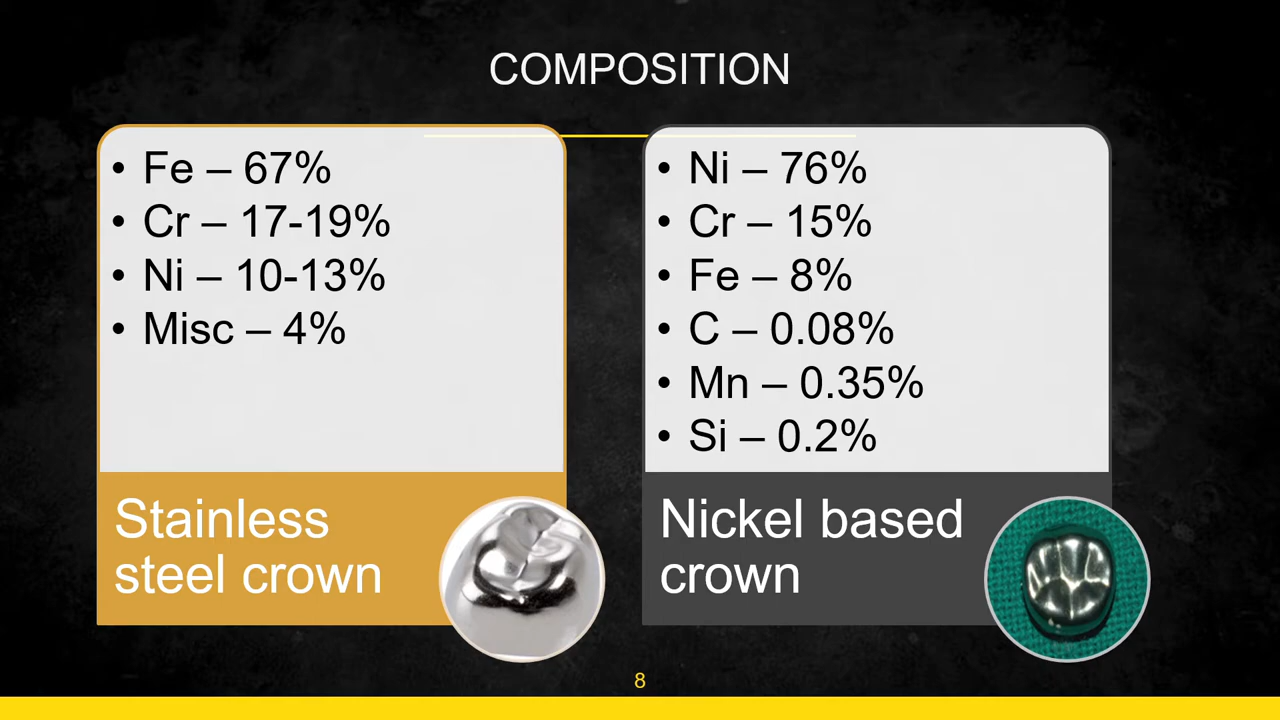 COMPOSITION
• Fe – 67%
• Cr – 17-19%
• Ni – 10-13%
• Misc – 4%
Stainless
steel crown
• Ni – 76%
• Cr – 15%
• Fe – 8%
• C – 0.08%
• Mn – 0.35%
• Si – 0.2%
Nickel based
crown
8